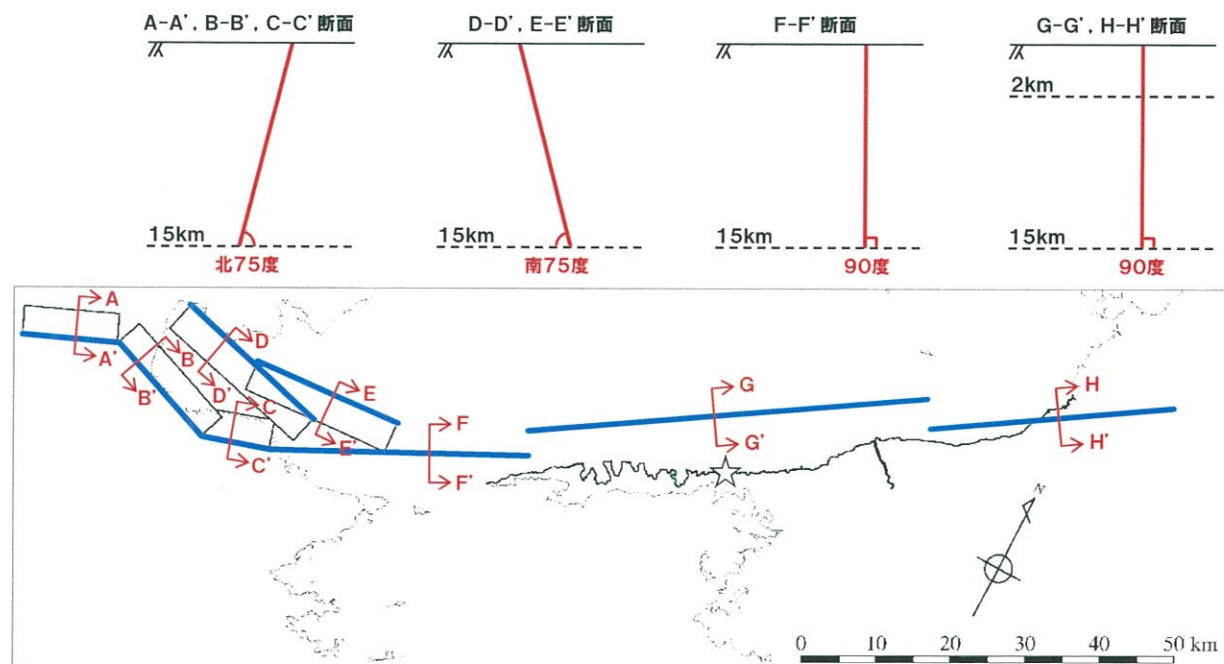 A-A', B-B', C-C' 断面
D-D', E-E' 断面
F-F' 断面
G-G', H-H' 断面
2km
15km
15km
15km
15km
北75度
南75度
90度
90度
A
A'
B
B'
C
C'
D
D'
E
E'
F
F'
G
G'
H
H'
N
0 10 20 30 40 50 km